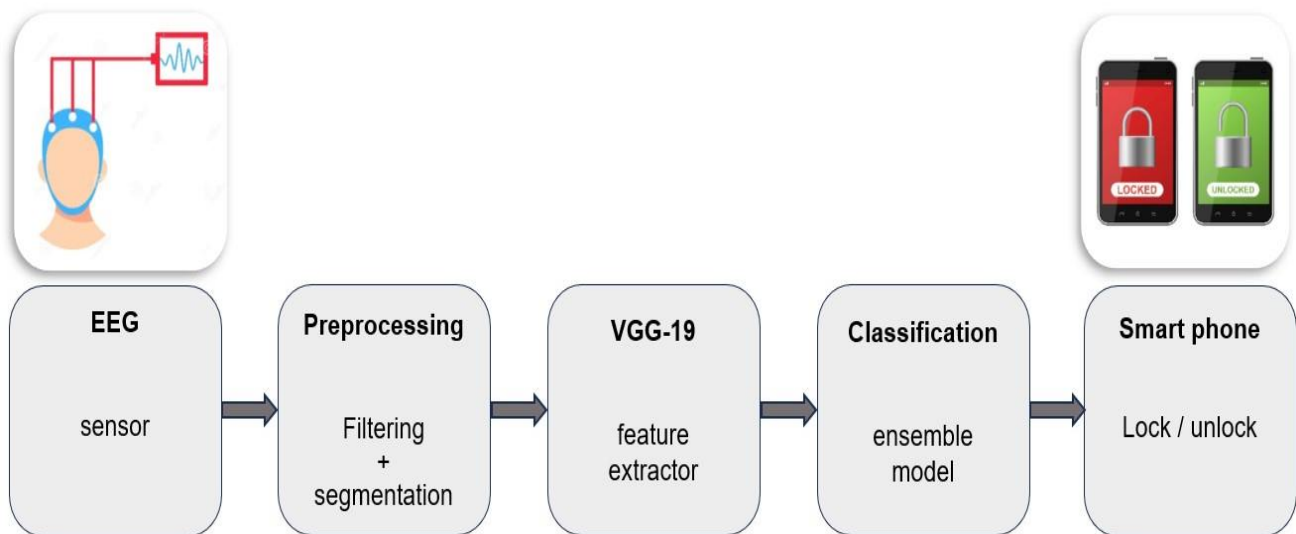 LOCKED
UNLOCKED
EEG
sensor
Preprocessing
Filtering
+
segmentation
VGG-19
feature
extractor
Classification
ensemble
model
Smart phone
Lock / unlock